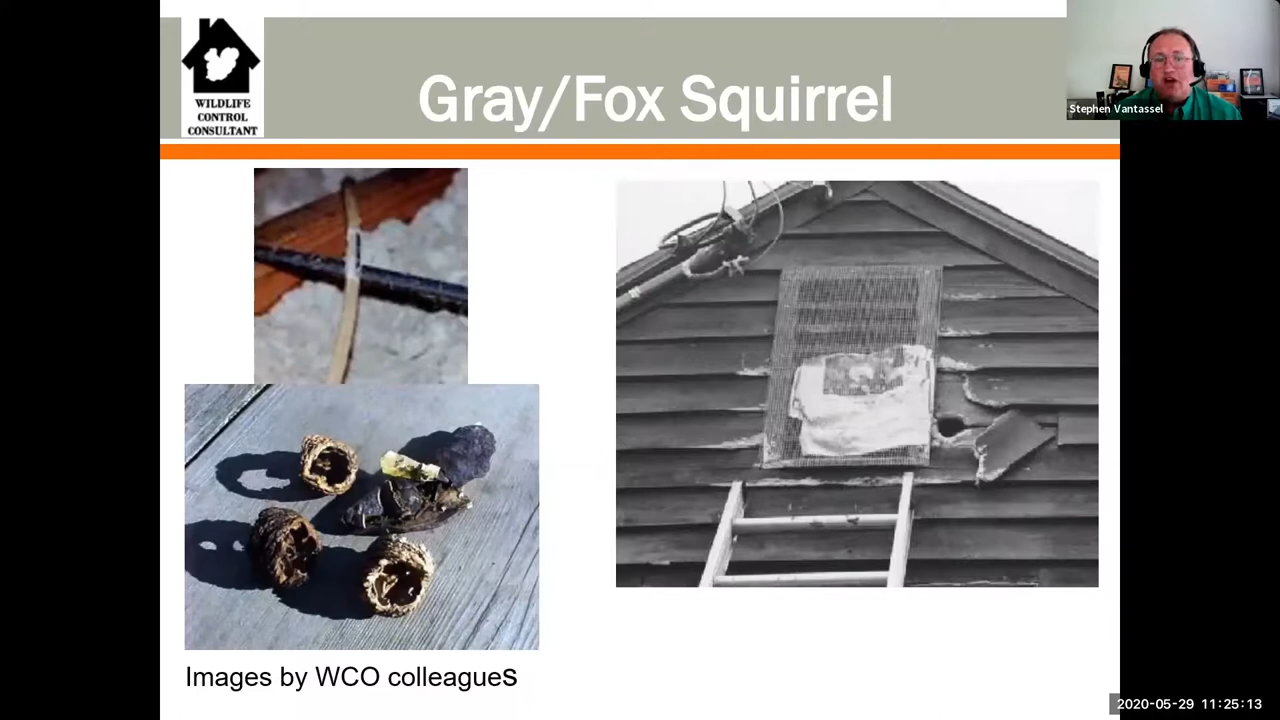 WILDLIFE
CONTROL
CONSULTANT
Gray/Fox Squirrel
Stephen Vantassel
Images by WCO colleagues
2020-05-29 11:25:13